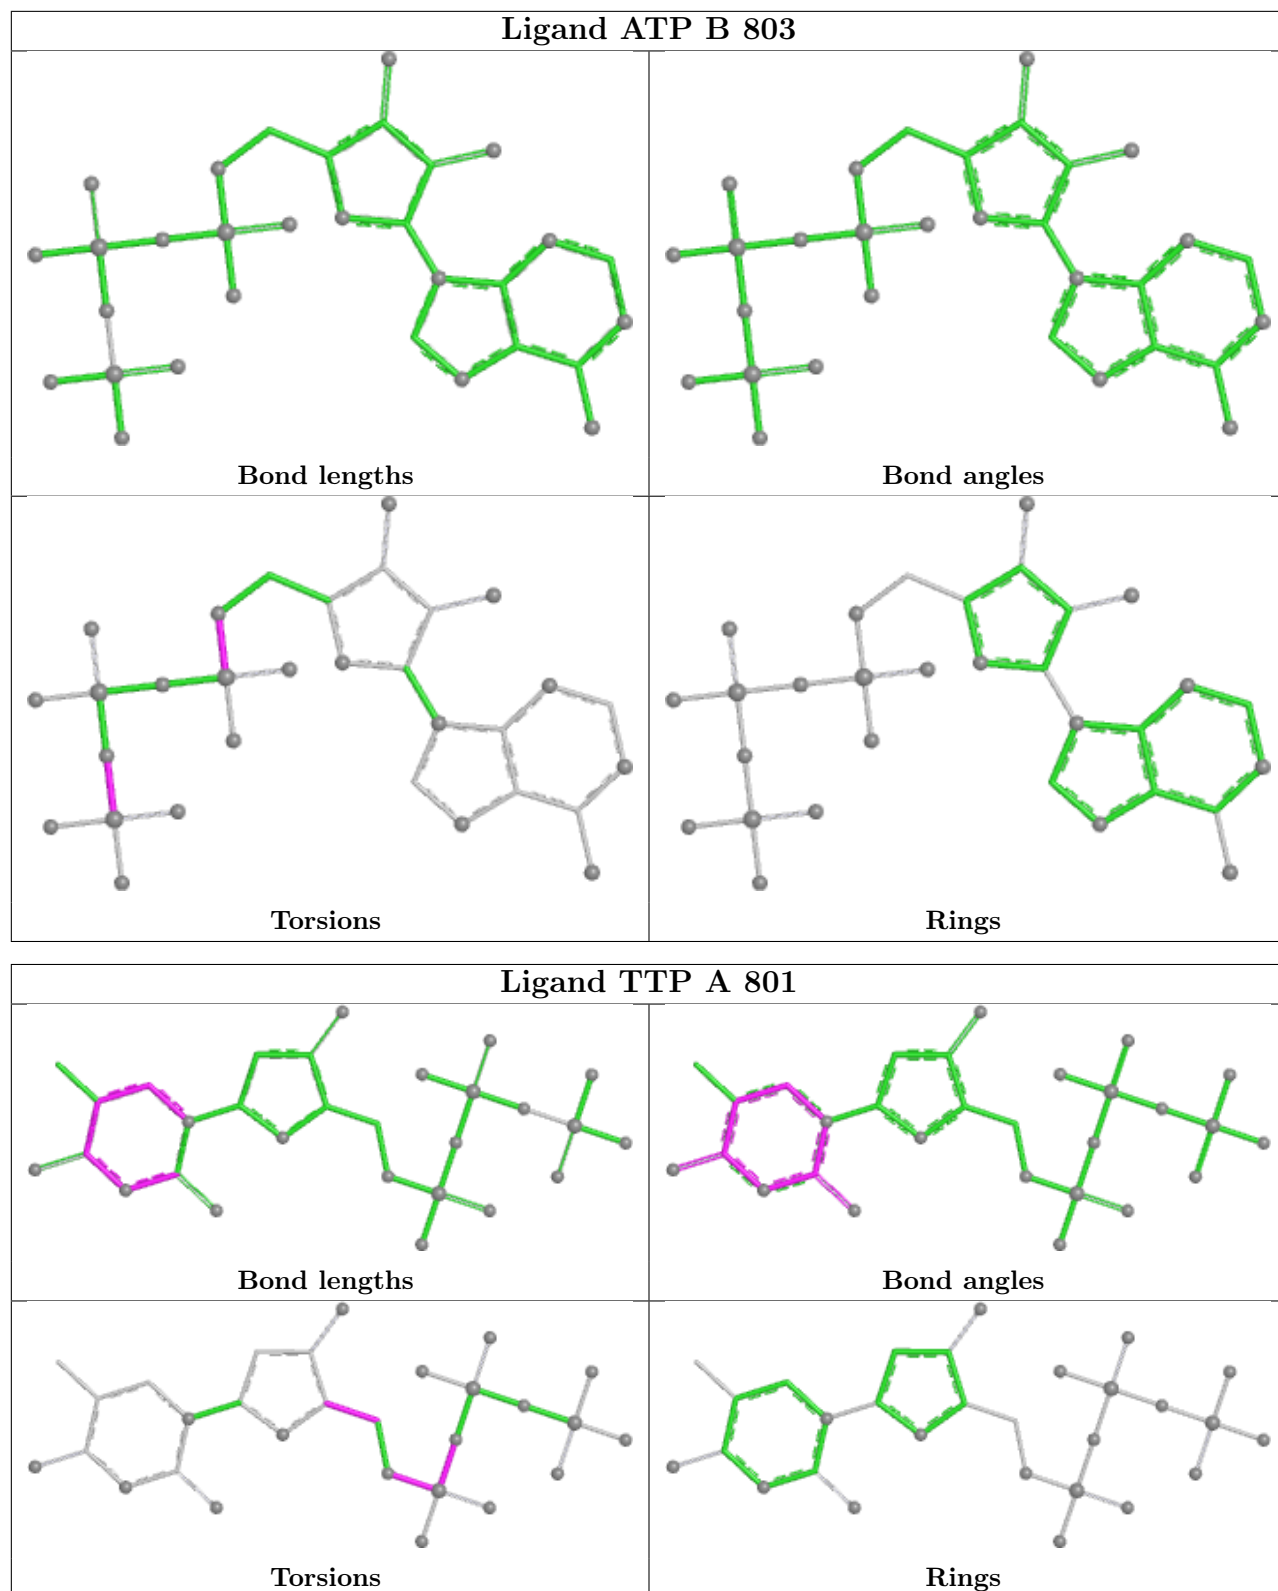 Ligand ATP B 803
Bond lengths
Bond angles
Torsions
Rings
Ligand TTP A 801
Bond lengths
Bond angles
Torsions
Rings